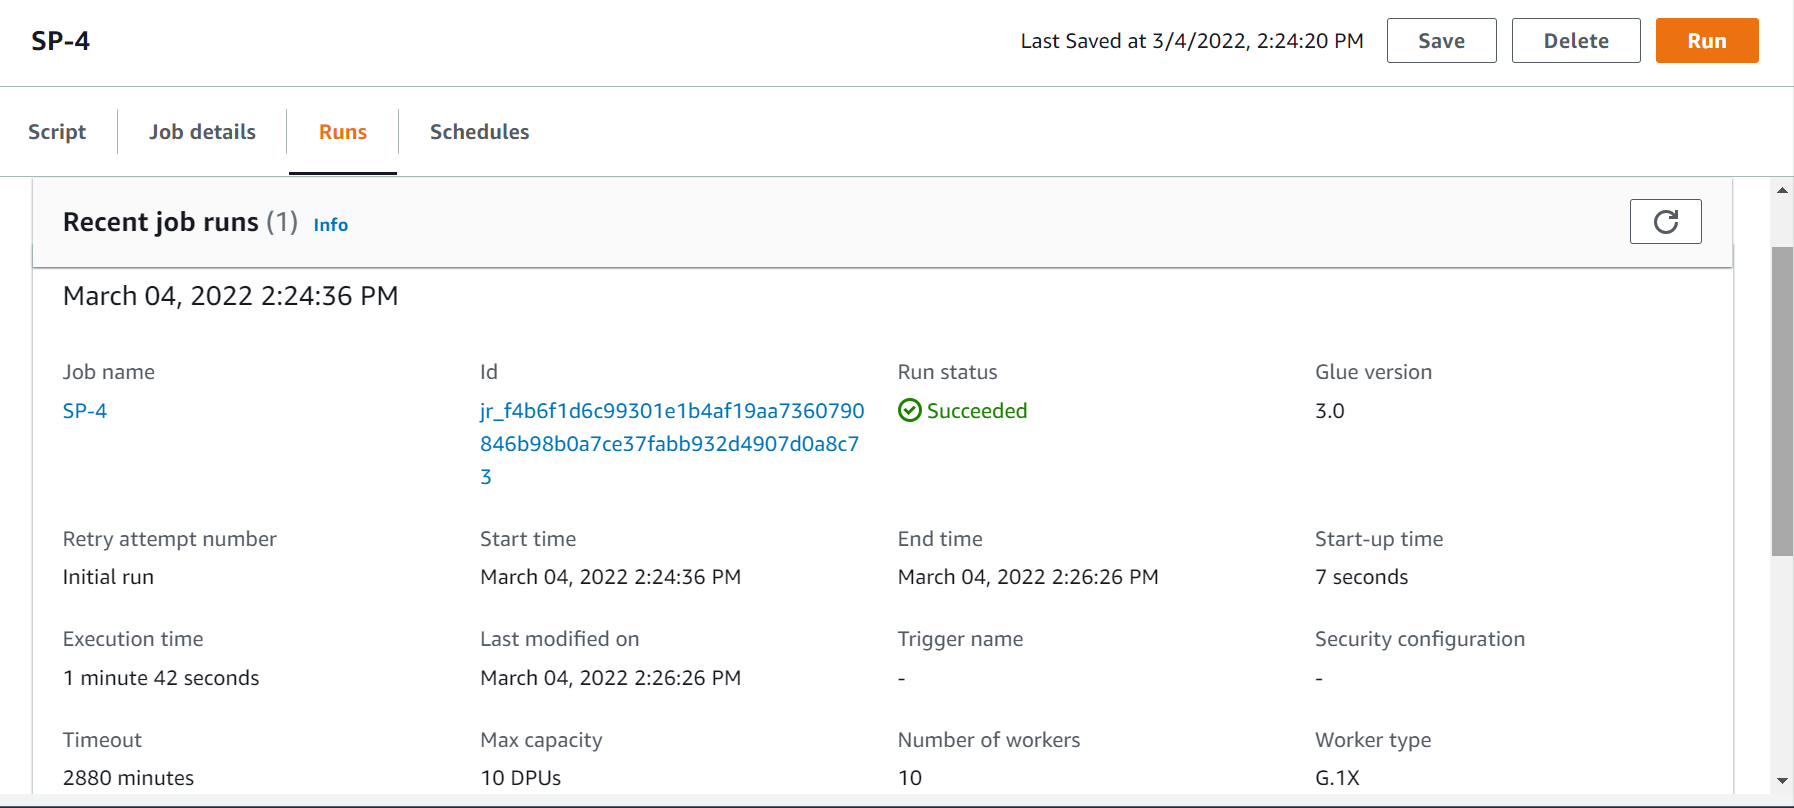 SP-4
Last Saved at 3/4/2022, 2:24:20 PM
Save
Delete
Run
Script
Job details
Runs
Schedules
Recent job runs (1) Info
March 04, 2022 2:24:36 PM
Job name
Id
Run status
Glue version
SP-4
jr_f4b6f1d6c99301e1b4af19aa7360790
846b98b0a7ce37fabb932d4907d0a8c7
3
Succeeded
3.0
Retry attempt number
Start time
End time
Start-up time
Initial run
March 04, 2022 2:24:36 PM
March 04, 2022 2:26:26 PM
7 seconds
Execution time
Last modified on
Trigger name
Security configuration
1 minute 42 seconds
March 04, 2022 2:26:26 PM
-
-
Timeout
Max capacity
Number of workers
Worker type
2880 minutes
10 DPUs
10
G.1X